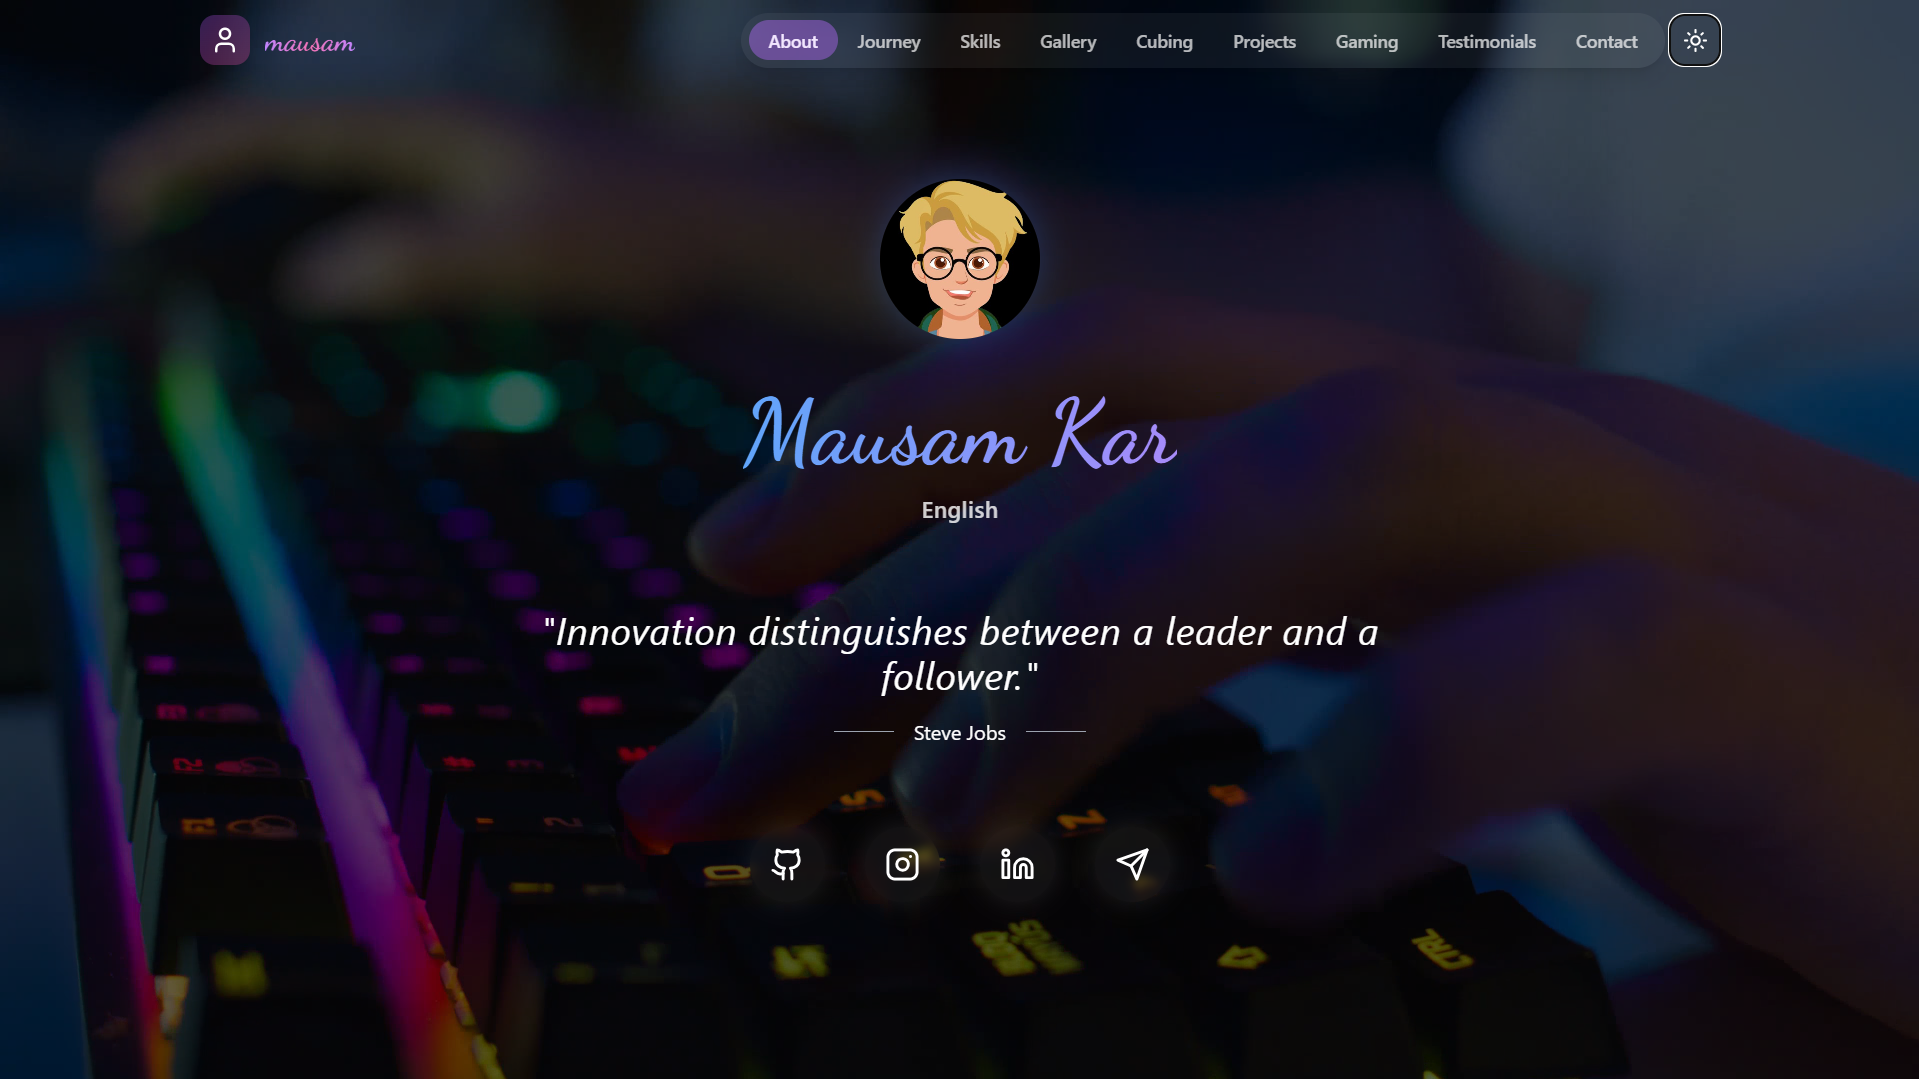 mausam
About Journey Skills Gallery Cubing Projects Gaming Testimonials Contact
Mausam Kar
English
"Innovation distinguishes between a leader and a
follower."
Steve Jobs
CTRL